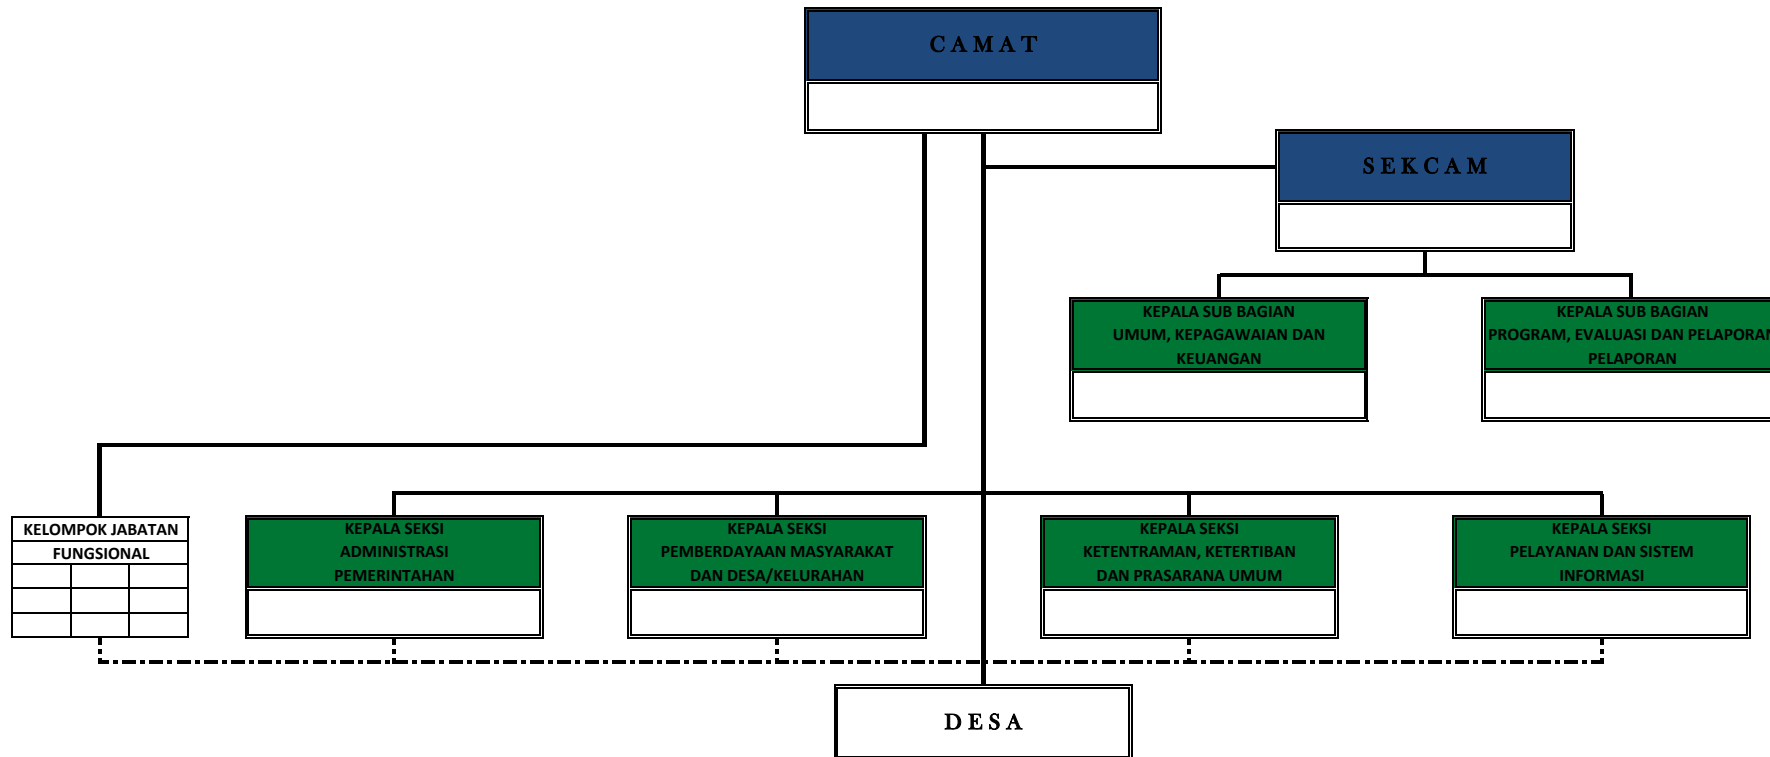 CAMAT
SEKCAM
KEPALA SUB BAGIAN
UMUM, KEPAGAWAIAN DAN
KEUANGAN
KEPALA SUB BAGIAN
PROGRAM, EVALUASI DAN PELAPORAN
PELAPORAN
KELOMPOK JABATAN
FUNGSIONAL
KEPALA SEKSI
ADMINISTRASI
PEMERINTAHAN
KEPALA SEKSI
PEMBERDAYAAN MASYARAKAT
DAN DESA/KELURAHAN
KEPALA SEKSI
KETENTRAMAN, KETERTIBAN
DAN PRASARANA UMUM
KEPALA SEKSI
PELAYANAN DAN SISTEM
INFORMASI
DESA